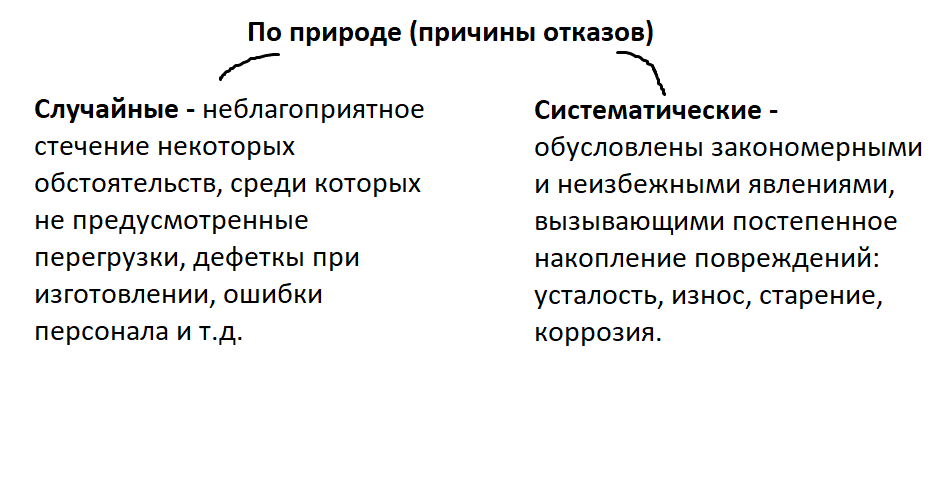 По природе (причины отказов)
Случайные - неблагоприятное
стечение некоторых
обстоятельств, среди которых
не предусмотренные
перегрузки, дефеткы при
изготовлении, ошибки
персонала и т.д.
Систематические -
обусловлены закономерными
и неизбежными явлениями,
вызывающими постепенное
накопление повреждений:
усталость, износ, старение,
коррозия.